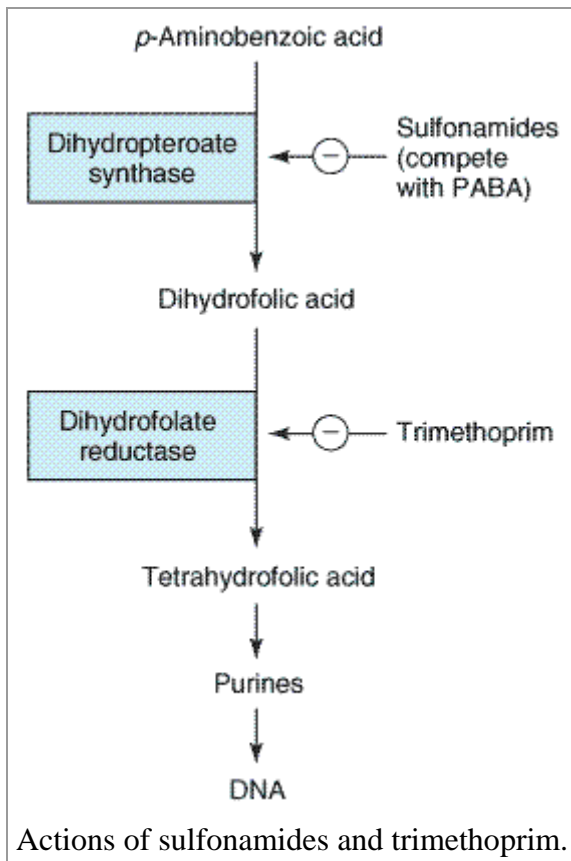 p-Aminobenzoic acid
Dihydropteroate
synthase
Sulfonamides
(compete
with PABA)
Dihydrofolic acid
Dihydrofolate
reductase
Trimethoprim
Tetrahydrofolic acid
Purines
DNA
Actions of sulfonamides and trimethoprim.